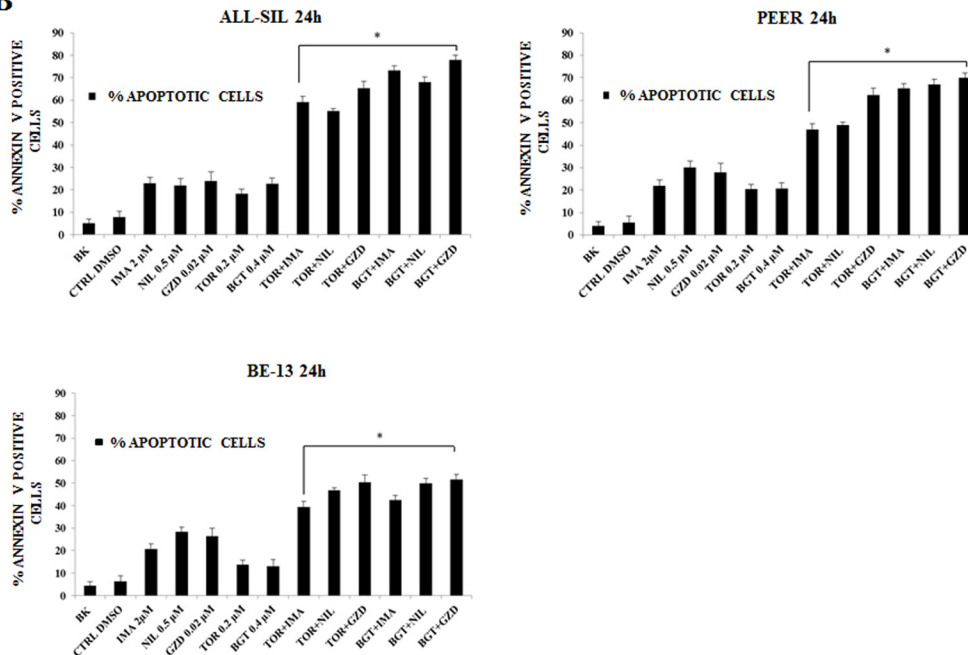 B
ALL-SIL 24h
% ANNEXIN V POSITIVE
CELLS
90
80
70
60
50
40
30
20
10
0
% APOPTOTIC CELLS
*
BK
CTRL DMSO
IMA 2 µM
NIL 0.5 µM
GZD 0.02 µM
TOR 0.2 µM
BGT 0.4 µM
TOR+IMA
TOR+NIL
TOR+GZD
BGT+IMA
BGT+NIL
BGT+GZD
PEER 24h
% ANNEXIN V POSITIVE
CELLS
90
80
70
60
50
40
30
20
10
0
% APOPTOTIC CELLS
*
BK
CTRL DMSO
IMA 2µM
NIL 0.5 µM
GZD 0.02 µM
TOR 0.2 µM
BGT 0.4 µM
TOR+IMA
TOR+NIL
TOR+GZD
BGT+IMA
BGT+NIL
BGT+GZD
BE-13 24h
% ANNEXIN V POSITIVE
CELLS
90
80
70
60
50
40
30
20
10
0
% APOPTOTIC CELLS
*
BK
CTRL DMSO
IMA 2µM
NIL 0.5 µM
GZD 0.02 µM
TOR 0.2 µM
BGT 0.4 µM
TOR+IMA
TOR+NIL
TOR+GZD
BGT+IMA
BGT+NIL
BGT+GZD